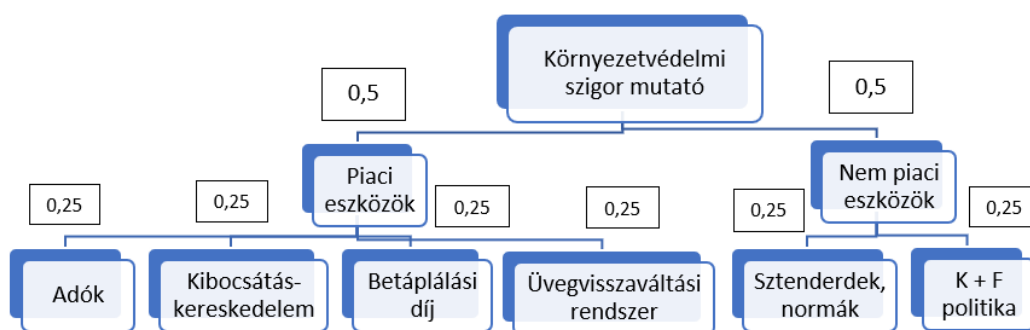 Környezetvédelmi
szigor mutató
0,5
0,5
Piaci
eszközök
Nem piaci
eszközök
0,25
0,25
0,25
0,25
0,25
0,25
Adók
Kibocsátás-
kereskedelem
Betáplálási
díj
Üvegvisszaváltási
rendszer
Sztenderdek,
normák
K + F
politika